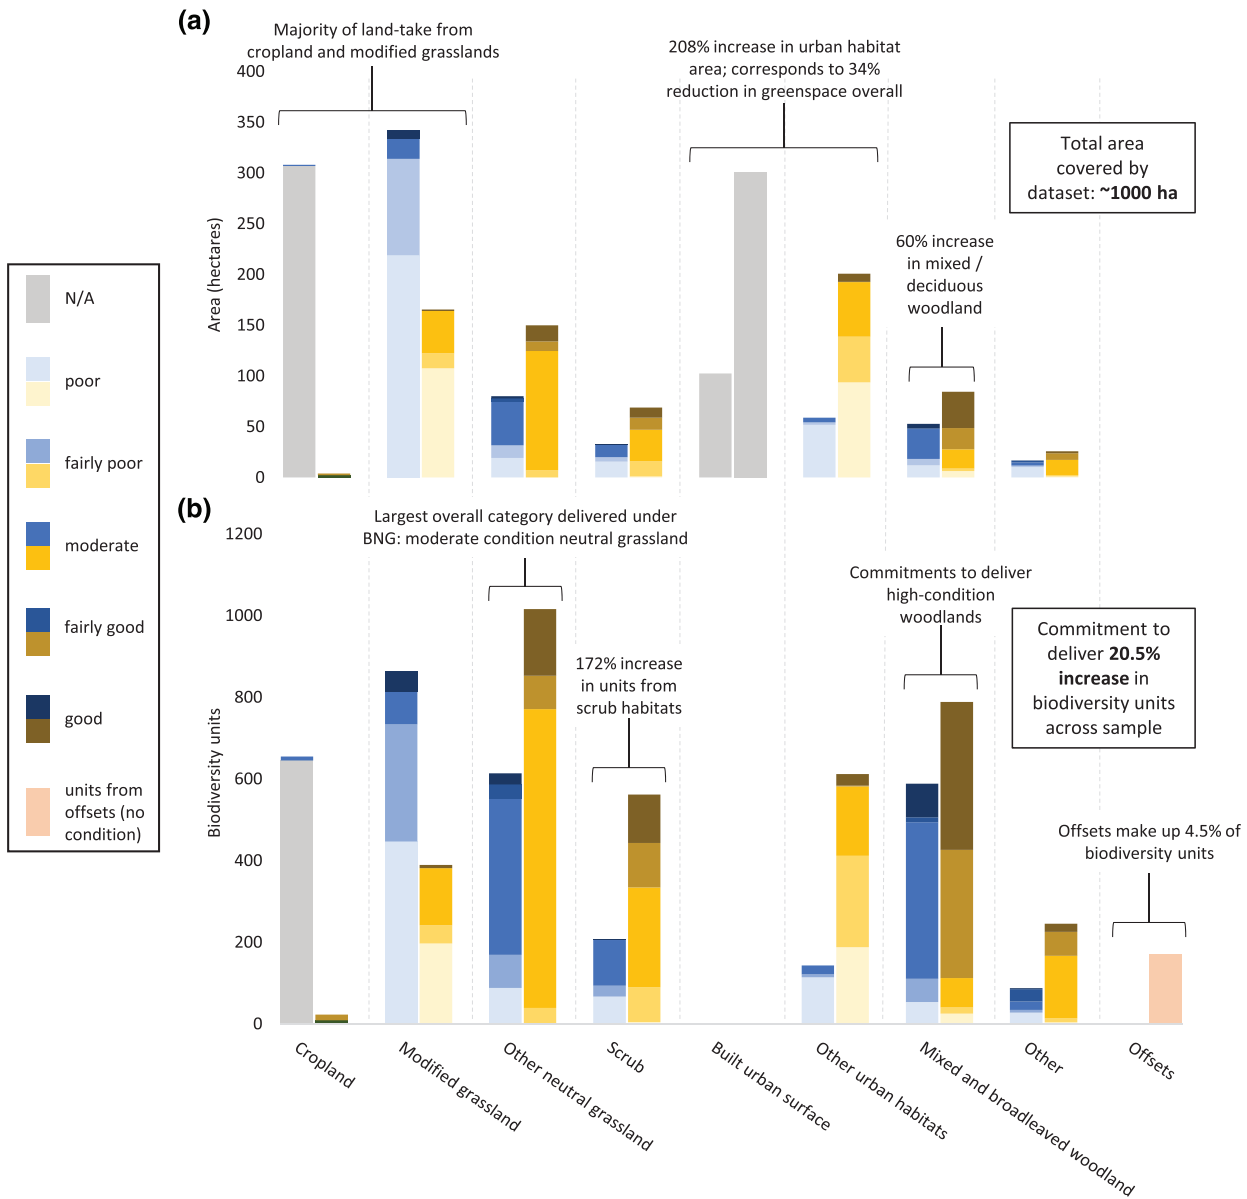 (a)
Majority of land-take from
cropland and modified grasslands
208% increase in urban habitat
area; corresponds to 34%
reduction in greenspace overall
Total area
covered by
dataset: ~1000 ha
60% increase
in mixed /
deciduous
woodland
Area (hectares)
400
350
300
250
200
150
100
50
0
N/A
poor
fairly poor
moderate
fairly good
good
units from
offsets (no
condition)
(b)
Largest overall category delivered under
BNG: moderate condition neutral grassland
172% increase
in units from
scrub habitats
Commitments to deliver
high-condition
woodlands
Commitment to
deliver 20.5%
increase in
biodiversity units
across sample
Offsets make up 4.5% of
biodiversity units
Biodiversity units
1200
1000
800
600
400
200
0
Cropland
Modified grassland
Other neutral grassland
Scrub
Built urban surface
Other urban habitats
Mixed and broadleaved woodland
Other
Offsets